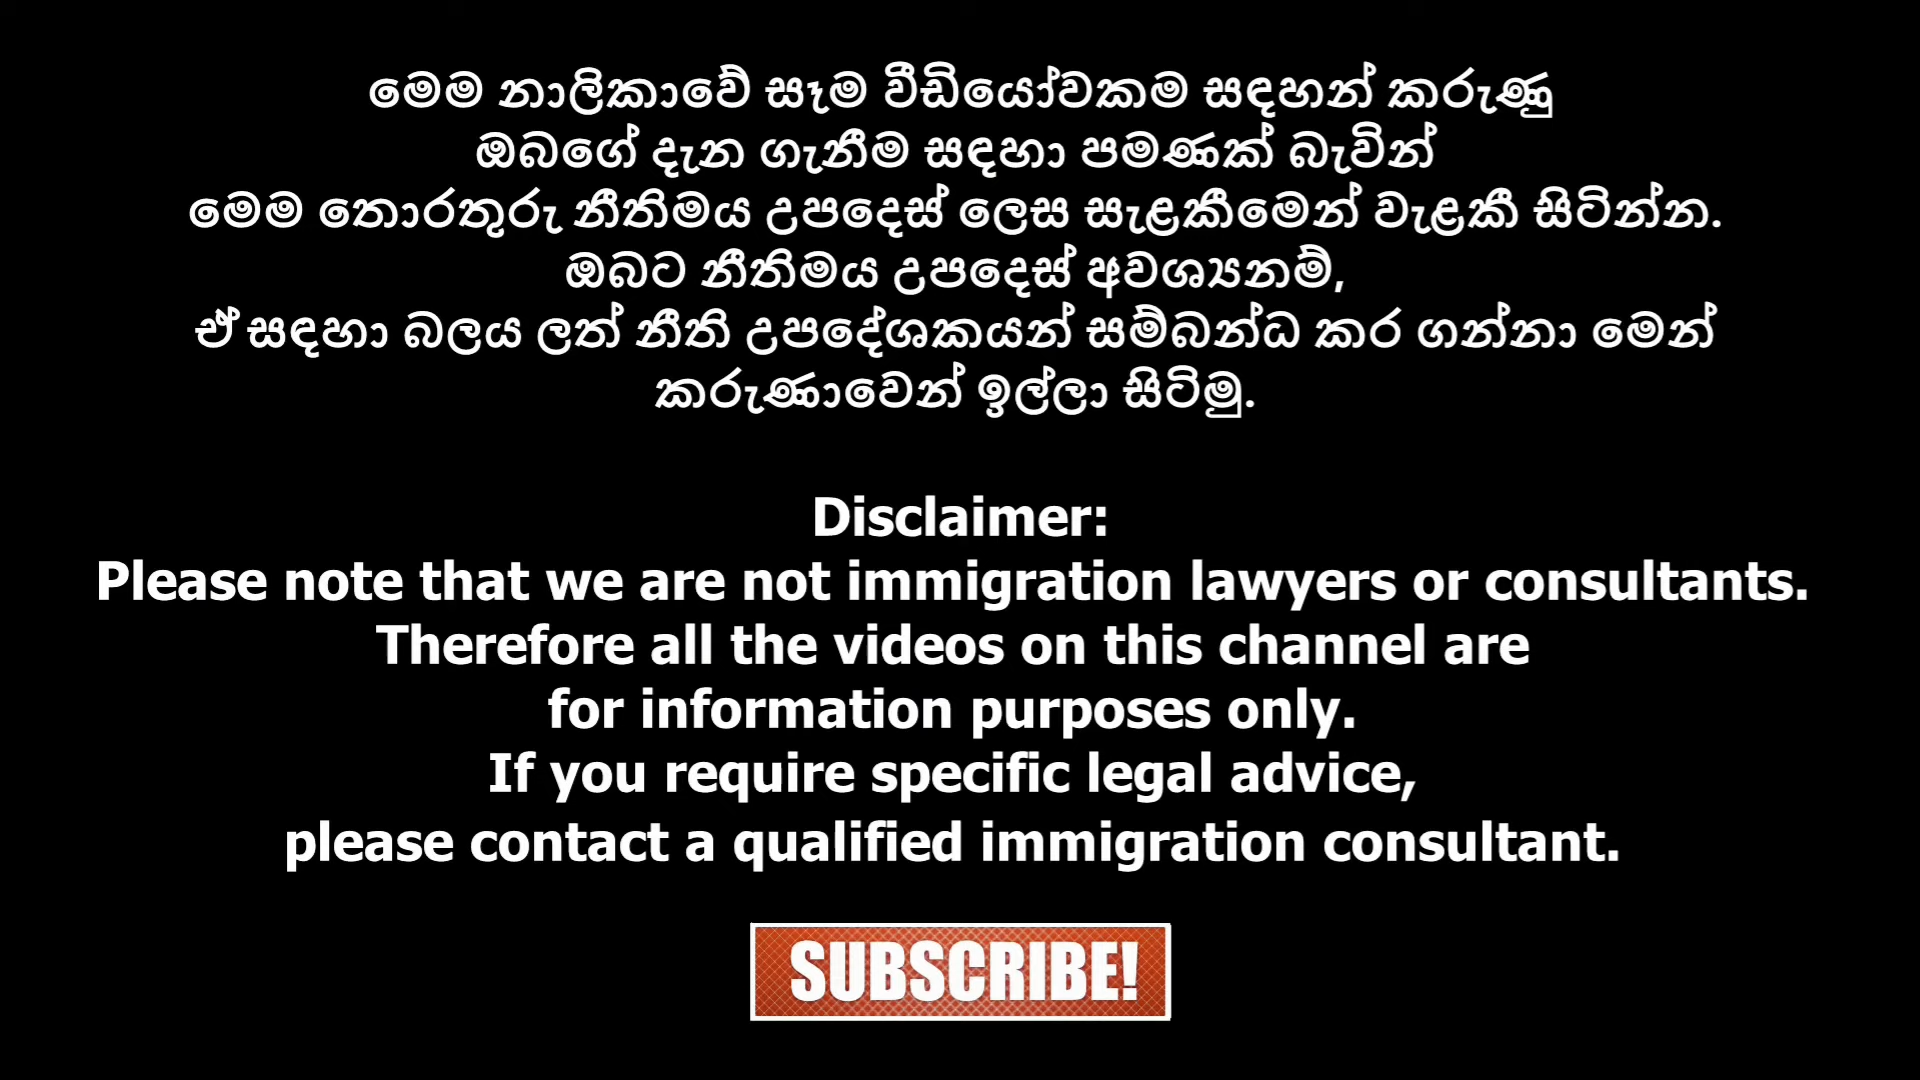 මෙම නාලිකාවේ සෑම වීඩියෝවකම සඳහන් කරුණු
ඔබගේ දැන ගැනීම සඳහා පමණක් බැවින්
මෙම තොරතුරු නීතිමය උපදෙස් ලෙස සැළකීමෙන් වැළකී සිටින්න.
ඔබට නීතිමය උපදෙස් අවශ්‍යනම්,
ඒ සඳහා බලය ලත් නීති උපදේශකයන් සම්බන්ධ කර ගන්නා මෙන්
කරුණාවෙන් ඉල්ලා සිටිමු.
Disclaimer:
Please note that we are not immigration lawyers or consultants.
Therefore all the videos on this channel are
for information purposes only.
If you require specific legal advice,
please contact a qualified immigration consultant.
SUBSCRIBE!